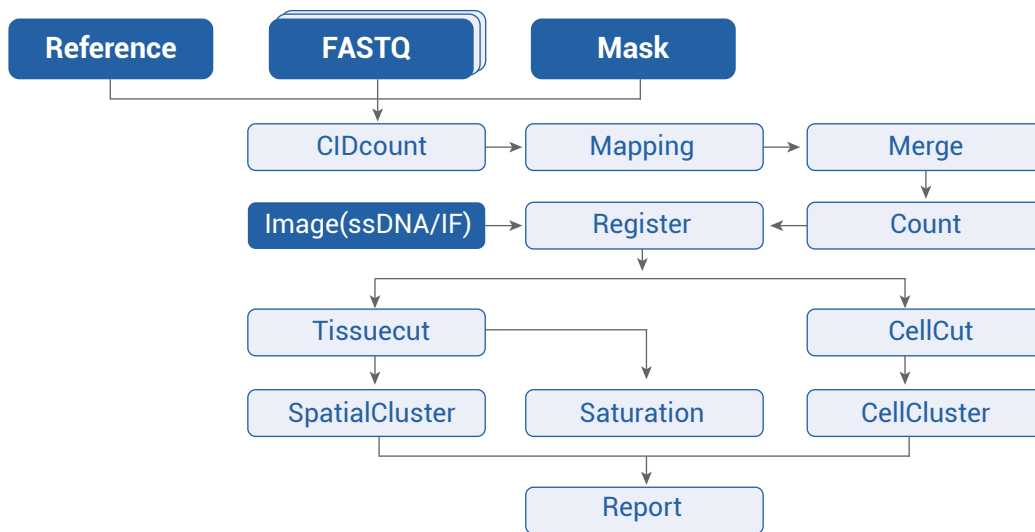 Reference
FASTQ
Mask
CIDcount
Mapping
Merge
Image(ssDNA/IF)
Register
Count
Tissuecut
CellCut
SpatialCluster
Saturation
CellCluster
Report